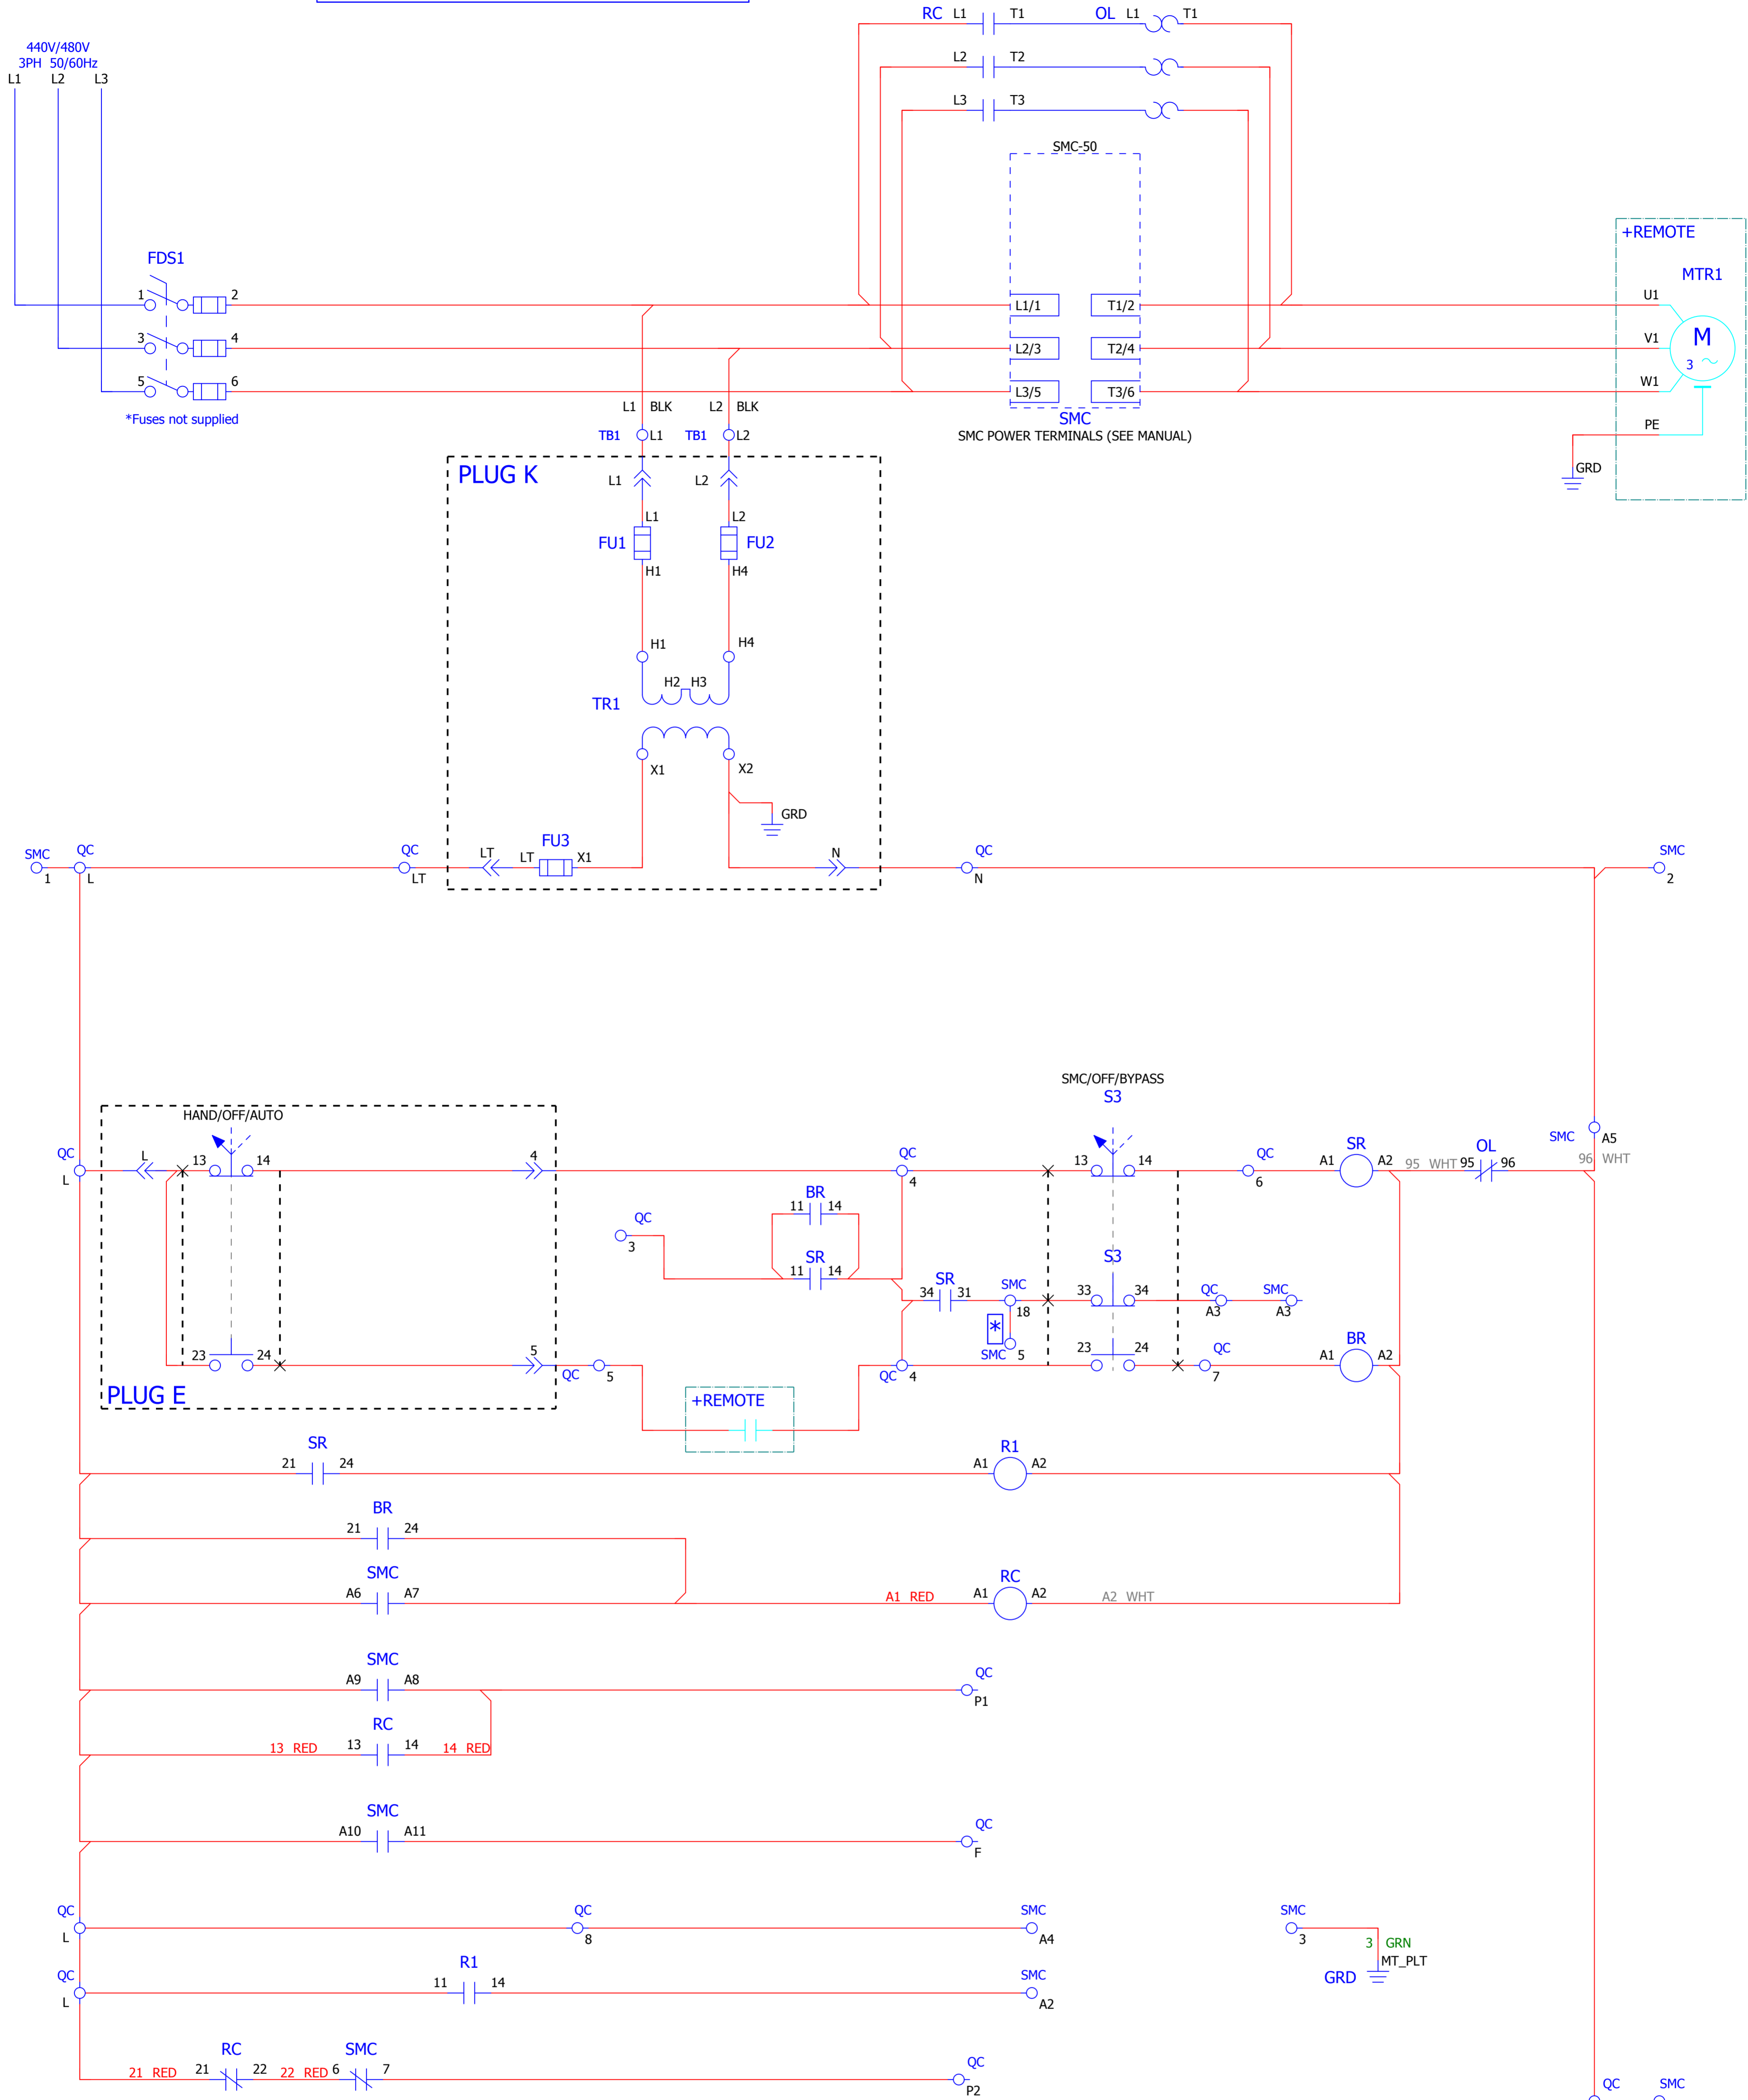 RC L1 T1 OL L1 T1
440V/480V
3PH 50/60Hz
L1 L2 L3
L2 T2
L3 T3
SMC-50
+REMOTE
MTR1
FDS1
1 2
3 4
5 6
*Fuses not supplied
L1/1 T1/2
L2/3 T2/4
L3/5 T3/6
SMC
SMC POWER TERMINALS (SEE MANUAL)
U1
V1
W1
M
3
PE
GRD
L1 BLK L2 BLK
TB1 L1 TB1 L2
PLUG K
L1 L2
L1 L2
FU1 FU2
H1 H4
H1 H4
H2 H3
TR1
X1 X2
GRD
SMC QC QC FU3 QC SMC
LT LT X1 N
1 L LT N 2
SMC/OFF/BYPASS
S3
HAND/OFF/AUTO
SMC A5
QC L 13 14 4 QC 13 14 QC SR OL
L 4 6 A1 A2 95 WHT 95 96 96 WHT
BR
11 14
QC
3
SR
11 14
SR
34 31
SMC
18
S3
33 34
QC SMC
A3 A3
*
SMC 5
23 24 5 QC 5 QC 4 23 24 QC 7 BR A1 A2
PLUG E
+REMOTE
SR
21 24
R1
A1 A2
BR
21 24
SMC
A6 A7
RC
A1 RED A1 A2 A2 WHT
SMC
A9 A8
QC
P1
RC
13 RED 13 14 14 RED
SMC
A10 A11
QC
F
QC QC SMC SMC
L 8 A4 3
3 GRN
MT_PLT
GRD
QC R1 SMC
L 11 14 A2
RC SMC
21 RED 21 22 22 RED 6 7
QC
P2
QC SMC